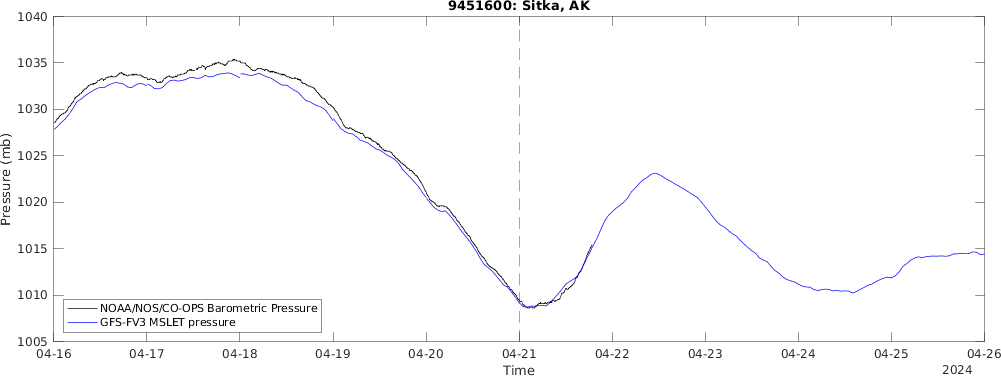 9451600: Sitka, AK
1040
1035
1030
1025
1020
1015
1010
1005
Pressure (mb)
NOAA/NOS/CO-OPS Barometric Pressure
GFS-FV3 MSLET pressure
04-16 04-17 04-18 04-19 04-20 04-21 04-22 04-23 04-24 04-25 04-26
Time
2024